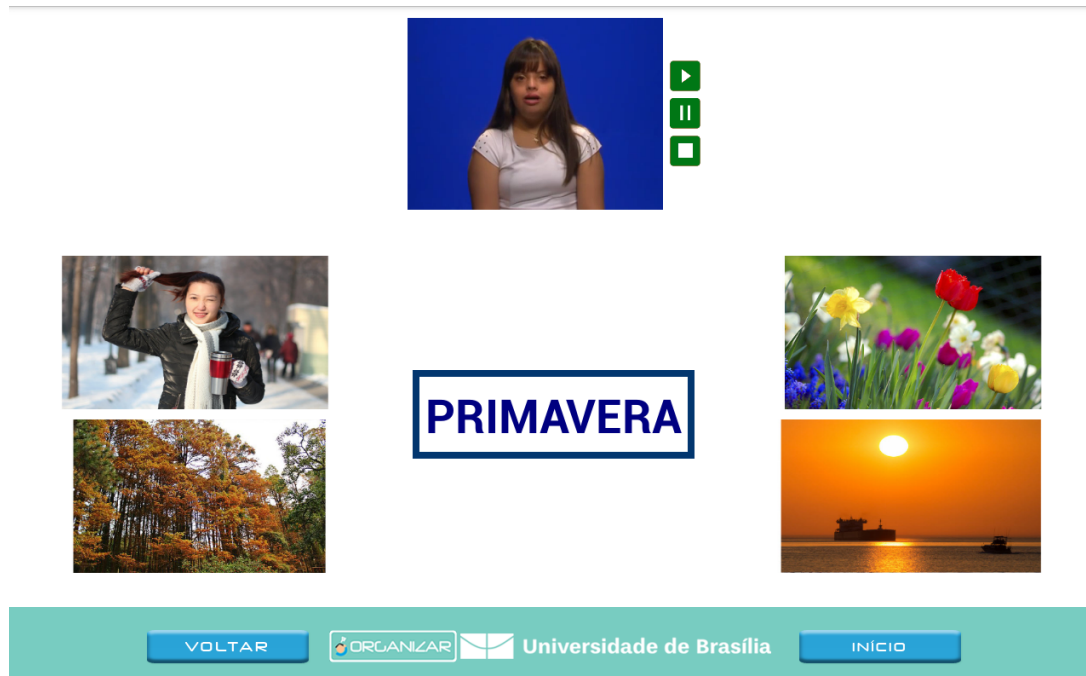 PRIMAVERA
VOLTAR
ORGANIZAR
Universidade de Brasília
INÍCIO